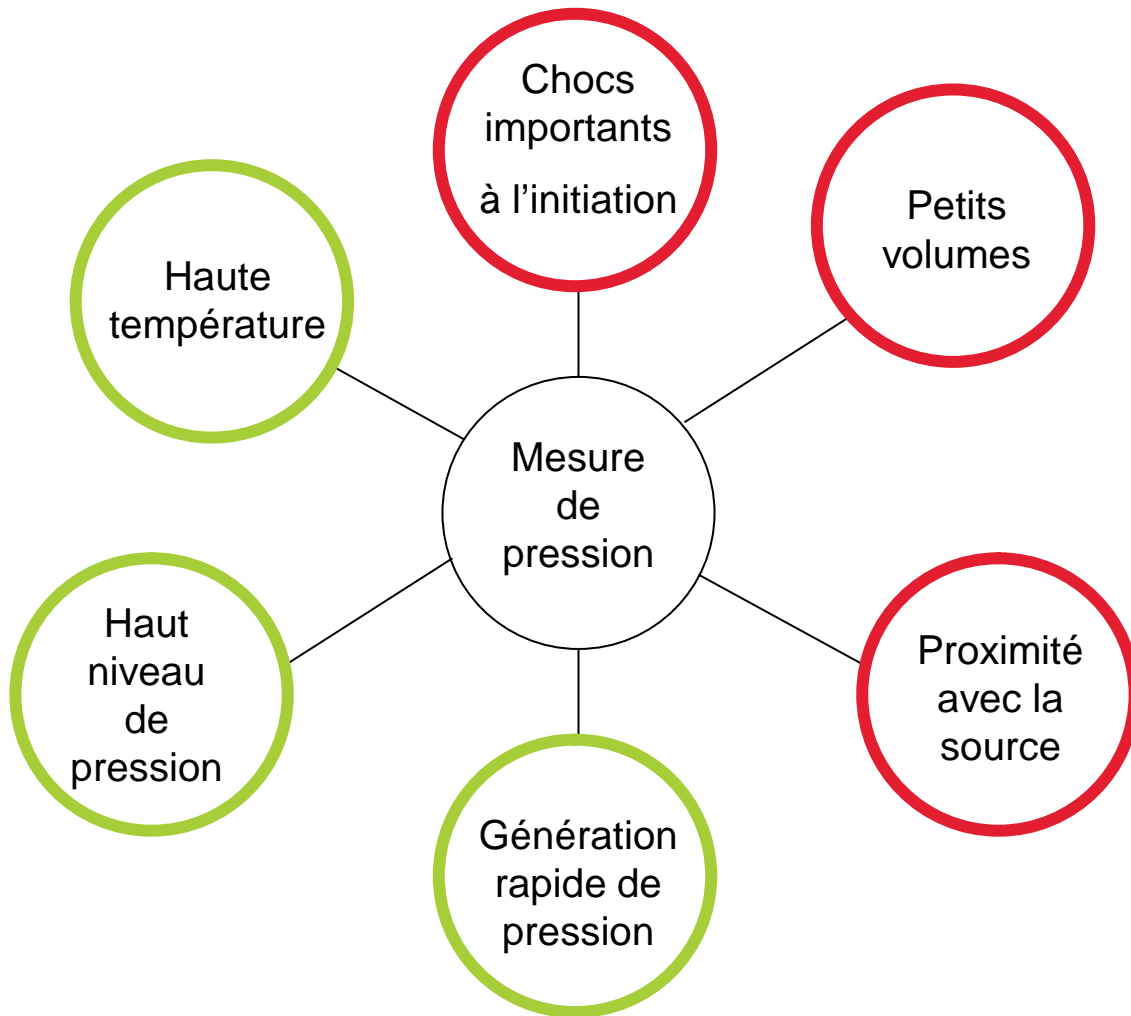 Chocs
importants
à l’initiation
Petits
volumes
Haute
température
Mesure
de
pression
Haut
niveau
de
pression
Proximité
avec la
source
Génération
rapide de
pression